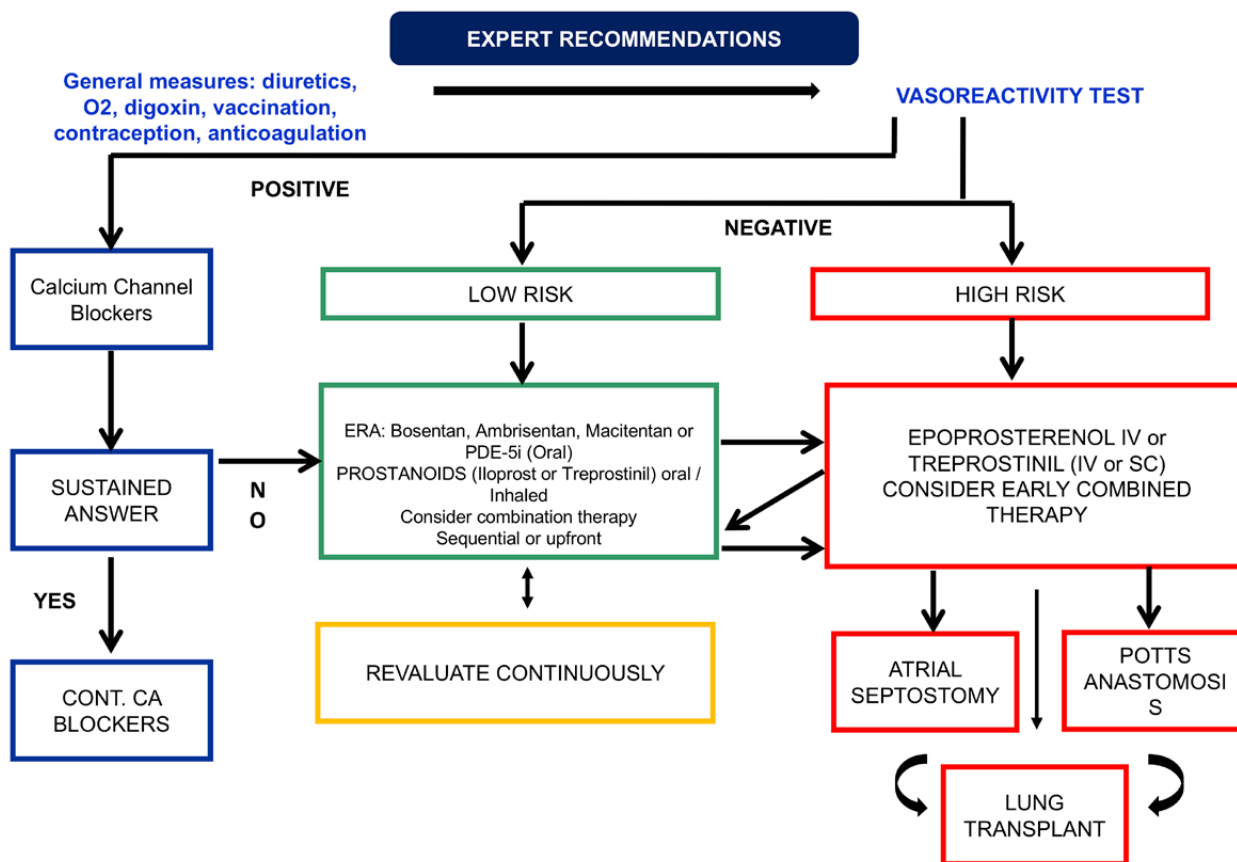 EXPERT RECOMMENDATIONS
General measures: diuretics,
O2, digoxin, vaccination,
contraception, anticoagulation
VASOREACTIVITY TEST
POSITIVE
NEGATIVE
Calcium Channel
Blockers
LOW RISK
HIGH RISK
SUSTAINED
ANSWER
N
O
ERA: Bosentan, Ambrisentan, Macitentan or
PDE-5i (Oral)
PROSTANOIDS (Iloprost or Treprostinil) oral /
Inhaled
Consider combination therapy
Sequential or upfront
EPOPROSTERENOL IV or
TREPROSTINIL (IV or SC)
CONSIDER EARLY COMBINED
THERAPY
YES
CONT. CA
BLOCKERS
REVALUATE CONTINUOUSLY
ATRIAL
SEPTOSTOMY
POTTS
ANASTOMOSI
S
LUNG
TRANSPLANT